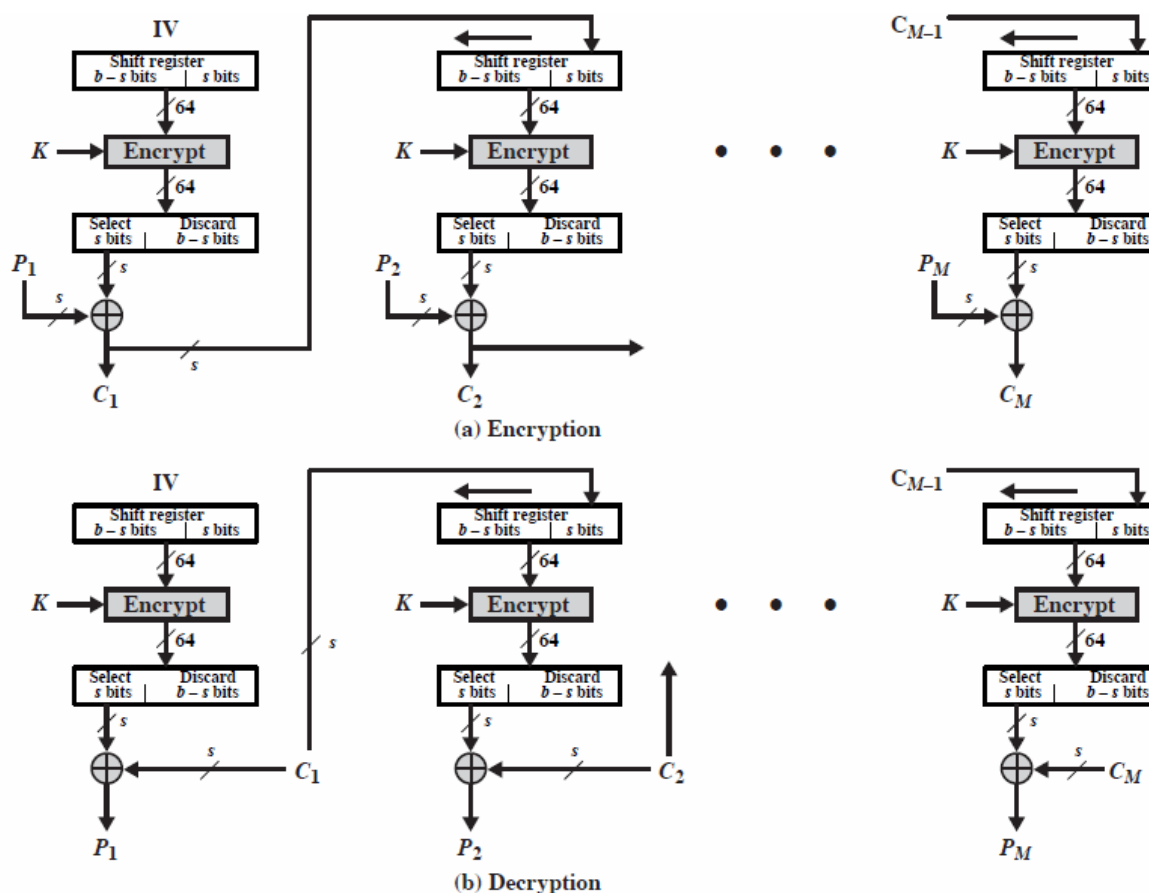 IV C_{M–1}
Shift register Shift register Shift register
b – s bits | s bits b – s bits | s bits b – s bits | s bits
64 64 64
K Encrypt K Encrypt K Encrypt
• • •
64 64 64
Select Discard Select Discard Select Discard
s bits | b – s bits s bits | b – s bits s bits | b – s bits
P1 s P2 s PM s
s s s
s
C1 C2 CM
(a) Encryption
IV C_{M–1}
Shift register Shift register Shift register
b – s bits | s bits b – s bits | s bits b – s bits | s bits
64 64 64
K Encrypt K Encrypt K Encrypt
• • •
64 s 64 64
Select Discard Select Discard Select Discard
s bits | b – s bits s bits | b – s bits s bits | b – s bits
s s s
s C1 s C2 s CM
P1 P2 PM
(b) Decryption